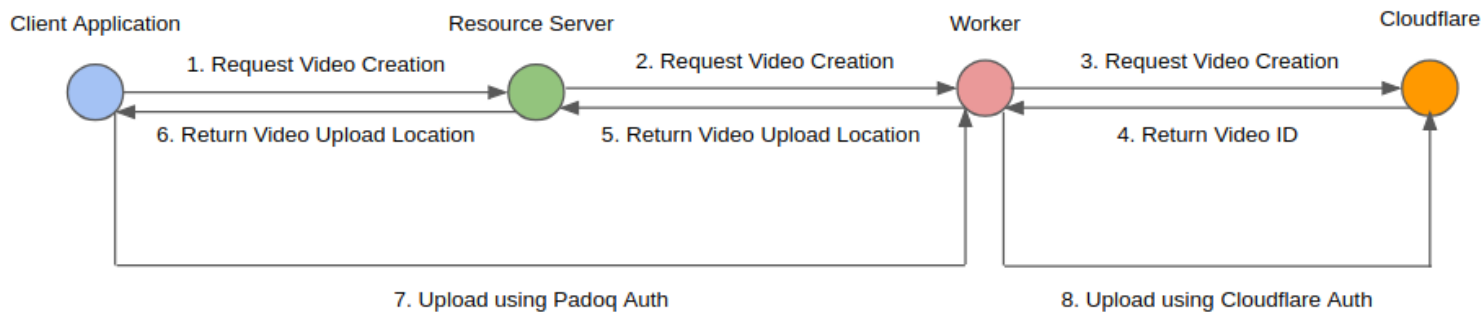 Client Application
Resource Server
Worker
Cloudflare
1. Request Video Creation
2. Request Video Creation
3. Request Video Creation
6. Return Video Upload Location
5. Return Video Upload Location
4. Return Video ID
7. Upload using Padoq Auth
8. Upload using Cloudflare Auth